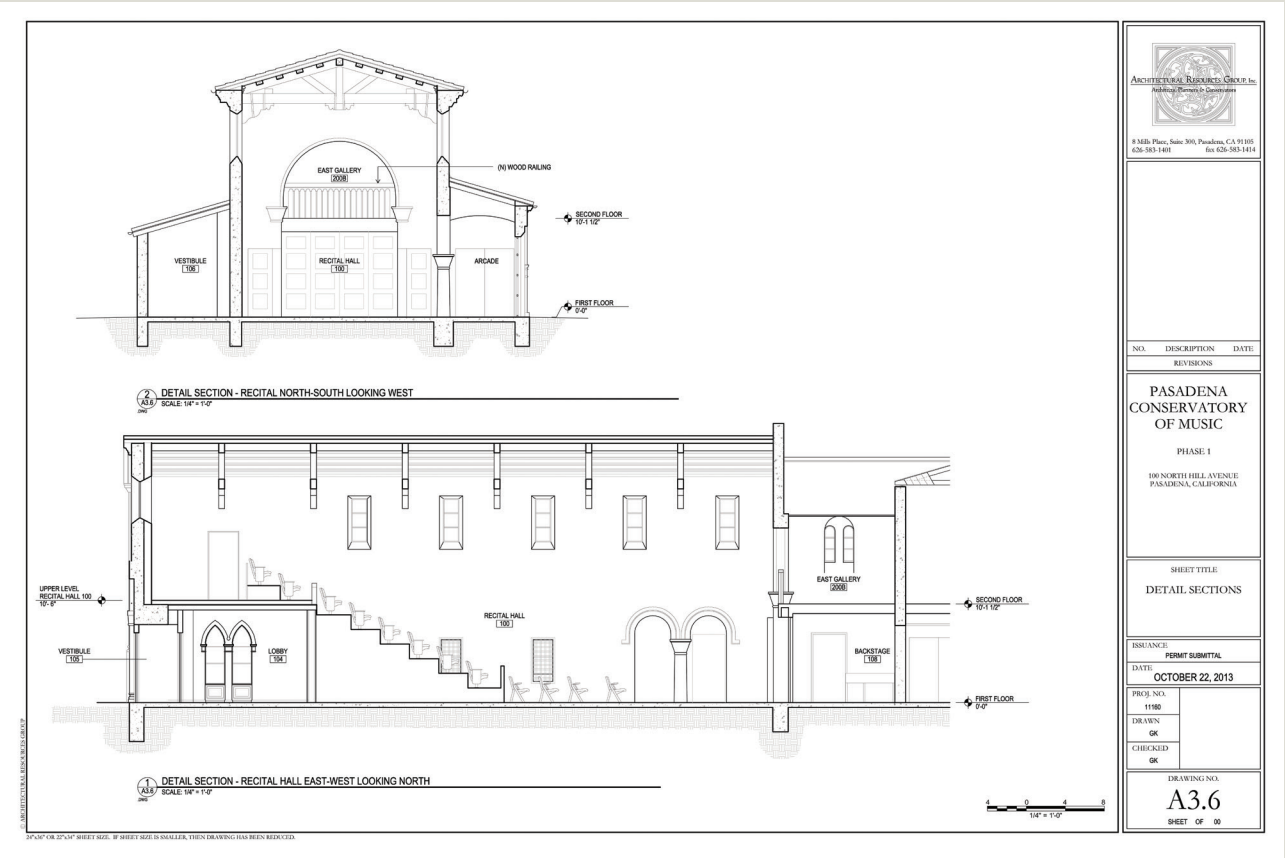 EAST GALLERY
200B
(N) WOOD RAILING
SECOND FLOOR
10'-1 1/2"
VESTIBULE
106
RECITAL HALL
100
ARCADE
FIRST FLOOR
0'-0"
2
A3.6
DWG
DETAIL SECTION - RECITAL NORTH-SOUTH LOOKING WEST
SCALE: 1/4" = 1'-0"
UPPER LEVEL
RECITAL HALL 100
10'- 6"
VESTIBULE
105
LOBBY
104
RECITAL HALL
100
EAST GALLERY
200B
SECOND FLOOR
10'-1 1/2"
BACKSTAGE
108
FIRST FLOOR
0'-0"
1
A3.6
DWG
DETAIL SECTION - RECITAL HALL EAST-WEST LOOKING NORTH
SCALE: 1/4" = 1'-0"
4 0 4 8
1/4" = 1'-0"
© ARCHITECTURAL RESOURCES GROUP
24"x36" OR 22"x34" SHEET SIZE. IF SHEET SIZE IS SMALLER, THEN DRAWING HAS BEEN REDUCED.
ARCHITECTURAL RESOURCES GROUP, Inc.
Architects, Planners & Conservators
8 Mills Place, Suite 300, Pasadena, CA 91105
626-583-1401 fax 626-583-1414
NO. DESCRIPTION DATE
REVISIONS
PASADENA
CONSERVATORY
OF MUSIC
PHASE 1
100 NORTH HILL AVENUE
PASADENA, CALIFORNIA
SHEET TITLE
DETAIL SECTIONS
ISSUANCE
PERMIT SUBMITTAL
DATE
OCTOBER 22, 2013
PROJ. NO.
11160
DRAWN
GK
CHECKED
GK
DRAWING NO.
A3.6
SHEET OF 00